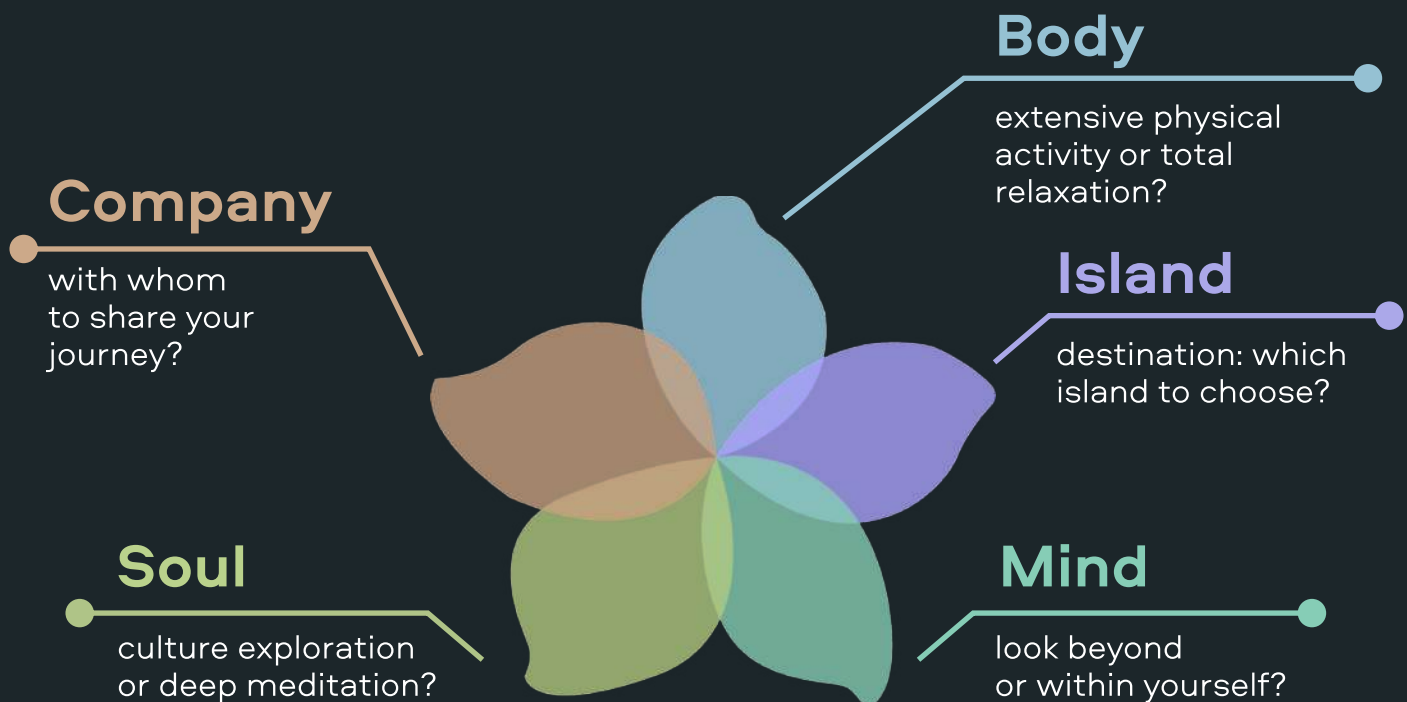 Body
extensive physical
activity or total
relaxation?
Company
with whom
to share your
journey?
Island
destination: which
island to choose?
Soul
culture exploration
or deep meditation?
Mind
look beyond
or within yourself?